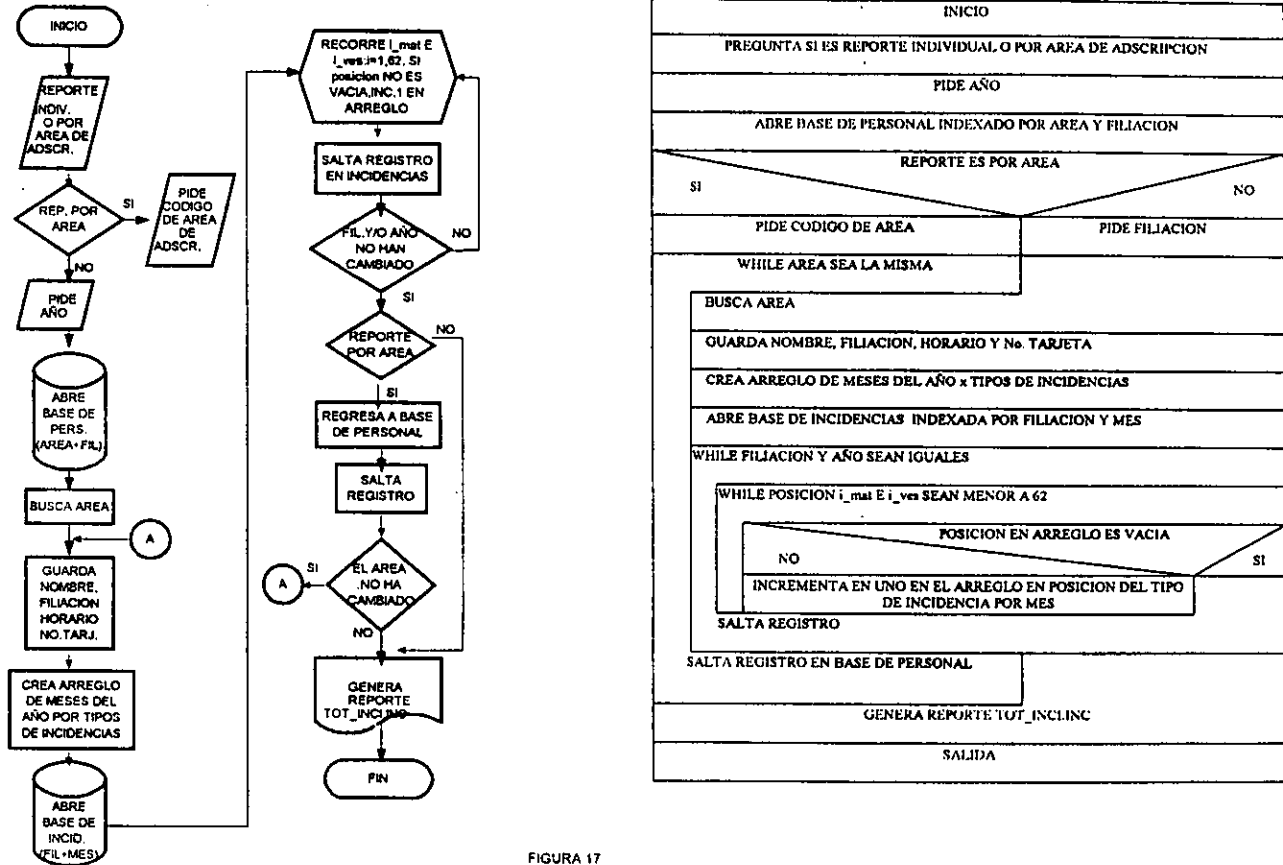 INICIO
REPORTE
INDIV.
O POR
AREA DE
ADSCR.
REP. POR
AREA
SI
PIDE
CODIGO
DE AREA
DE
ADSCR.
NO
PIDE
AÑO
ABRE
BASE DE
PERS.
(AREA+FIL)
BUSCA AREA
A
GUARDA
NOMBRE,
FILIACION
HORARIO
NO.TARJ.
CREA ARREGLO
DE MESES DEL
AÑO POR TIPOS
DE INCIDENCIAS
ABRE
BASE DE
INCID.
(FIL+MES)
RECORRE i_mat E
i_ves:i=1,62, SI
posicion NO ES
VACIA,INC.1 EN
ARREGLO
SALTA REGISTRO
EN INCIDENCIAS
FIL.Y/O AÑO
NO HAN
CAMBIADO
NO
SI
REPORTE
POR AREA
NO
SI
REGRESA A BASE
DE PERSONAL
SALTA
REGISTRO
EL AREA
NO HA
CAMBIADO
SI
A
NO
GENERA
REPORTE
TOT_INCI.INC
FIN
INICIO
PREGUNTA SI ES REPORTE INDIVIDUAL O POR AREA DE ADSCRIPCION
PIDE AÑO
ABRE BASE DE PERSONAL INDEXADO POR AREA Y FILIACION
REPORTE ES POR AREA
SI NO
PIDE CODIGO DE AREA PIDE FILIACION
WHILE AREA SEA LA MISMA
BUSCA AREA
GUARDA NOMBRE, FILIACION, HORARIO Y No. TARJETA
CREA ARREGLO DE MESES DEL AÑO x TIPOS DE INCIDENCIAS
ABRE BASE DE INCIDENCIAS INDEXADA POR FILIACION Y MES
WHILE FILIACION Y AÑO SEAN IGUALES
WHILE POSICION i_mat E i_ves SEAN MENOR A 62
POSICION EN ARREGLO ES VACIA
NO SI
INCREMENTA EN UNO EN EL ARREGLO EN POSICION DEL TIPO
DE INCIDENCIA POR MES
SALTA REGISTRO
SALTA REGISTRO EN BASE DE PERSONAL
GENERA REPORTE TOT_INCI.INC
SALIDA
FIGURA 17